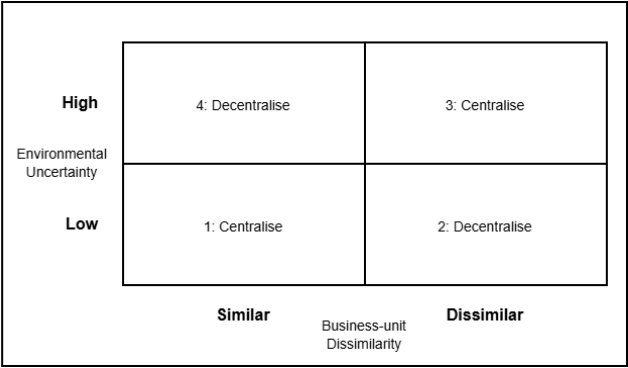 High
4: Decentralise
3: Centralise
Environmental
Uncertainty
Low
1: Centralise
2: Decentralise
Similar
Dissimilar
Business-unit
Dissimilarity